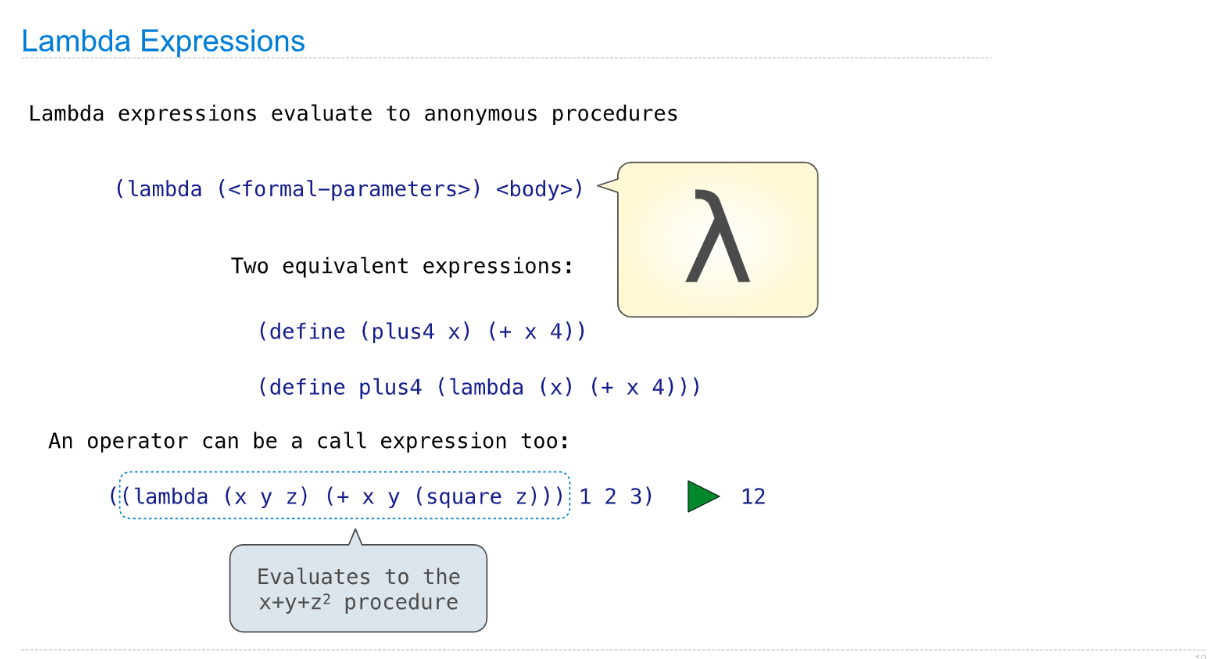 Lambda Expressions
Lambda expressions evaluate to anonymous procedures
(lambda (<formal-parameters>) <body>)
λ
Two equivalent expressions:
(define (plus4 x) (+ x 4))
(define plus4 (lambda (x) (+ x 4)))
An operator can be a call expression too:
((lambda (x y z) (+ x y (square z))) 1 2 3) 12
Evaluates to the
x+y+z² procedure